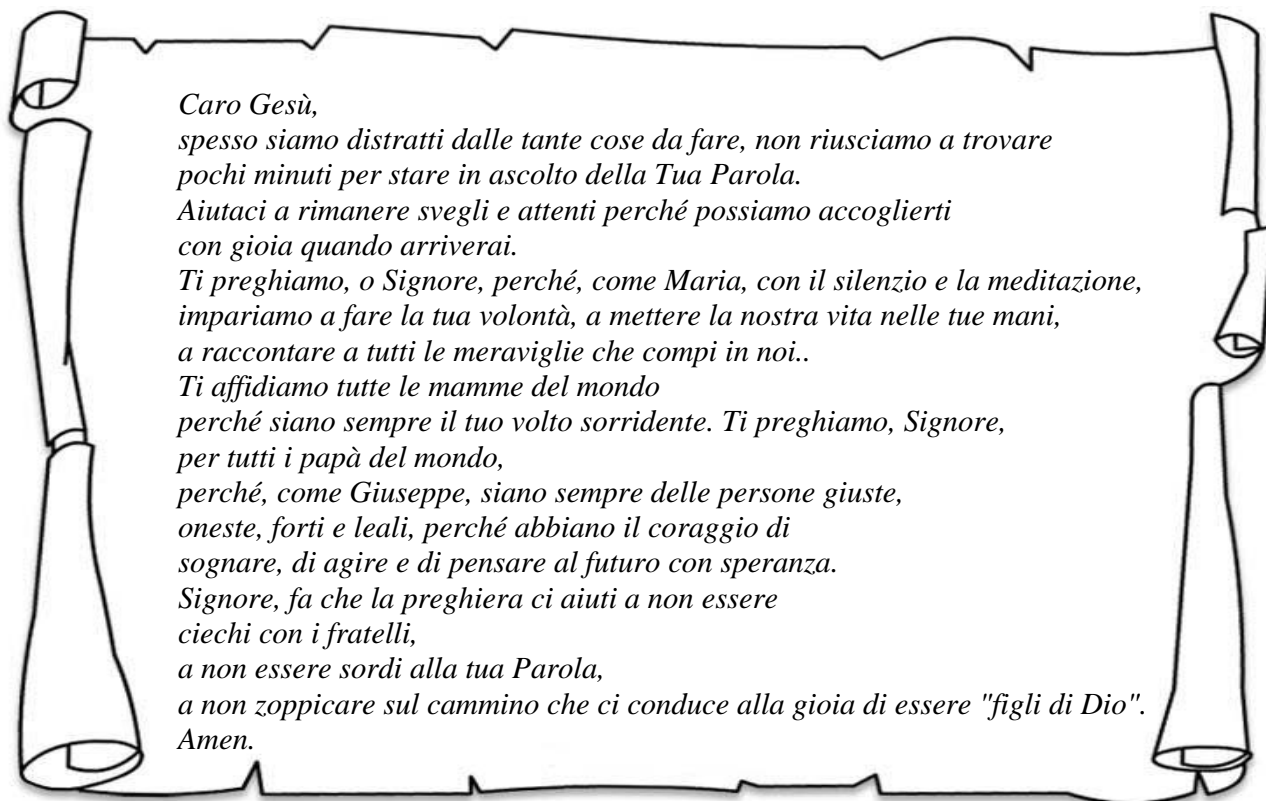 Caro Gesù,
spesso siamo distratti dalle tante cose da fare, non riusciamo a trovare
pochi minuti per stare in ascolto della Tua Parola.
Aiutaci a rimanere svegli e attenti perché possiamo accoglierti
con gioia quando arriverai.
Ti preghiamo, o Signore, perché, come Maria, con il silenzio e la meditazione,
impariamo a fare la tua volontà, a mettere la nostra vita nelle tue mani,
a raccontare a tutti le meraviglie che compi in noi..
Ti affidiamo tutte le mamme del mondo
perché siano sempre il tuo volto sorridente. Ti preghiamo, Signore,
per tutti i papà del mondo,
perché, come Giuseppe, siano sempre delle persone giuste,
oneste, forti e leali, perché abbiano il coraggio di
sognare, di agire e di pensare al futuro con speranza.
Signore, fa che la preghiera ci aiuti a non essere
ciechi con i fratelli,
a non essere sordi alla tua Parola,
a non zoppicare sul cammino che ci conduce alla gioia di essere "figli di Dio".
Amen.